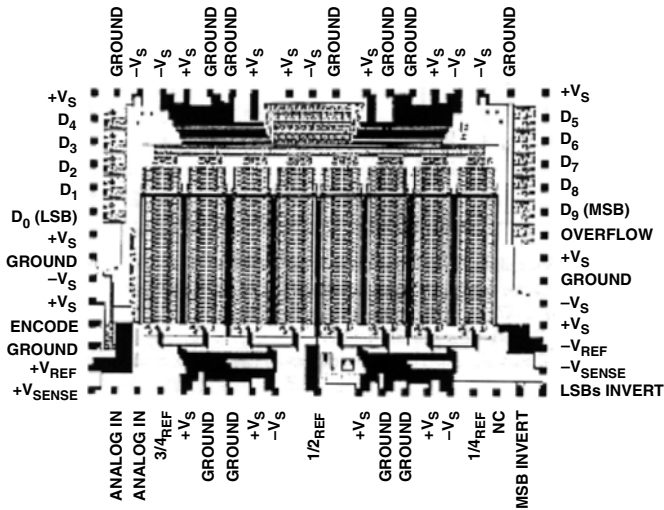 GROUND
–VS
–VS
+VS
GROUND
GROUND
+VS
+VS
–VS
GROUND
+VS
GROUND
GROUND
+VS
–VS
–VS
GROUND
+VS
D4
D3
D2
D1
D0 (LSB)
+VS
GROUND
–VS
+VS
ENCODE
GROUND
+VREF
+VSENSE
+VS
D5
D6
D7
D8
D9 (MSB)
OVERFLOW
+VS
GROUND
–VS
+VS
–VREF
–VSENSE
LSBs INVERT
ANALOG IN
ANALOG IN
3/4REF
+VS
GROUND
GROUND
+VS
–VS
1/2REF
+VS
GROUND
GROUND
+VS
–VS
1/4REF
NC
MSB INVERT